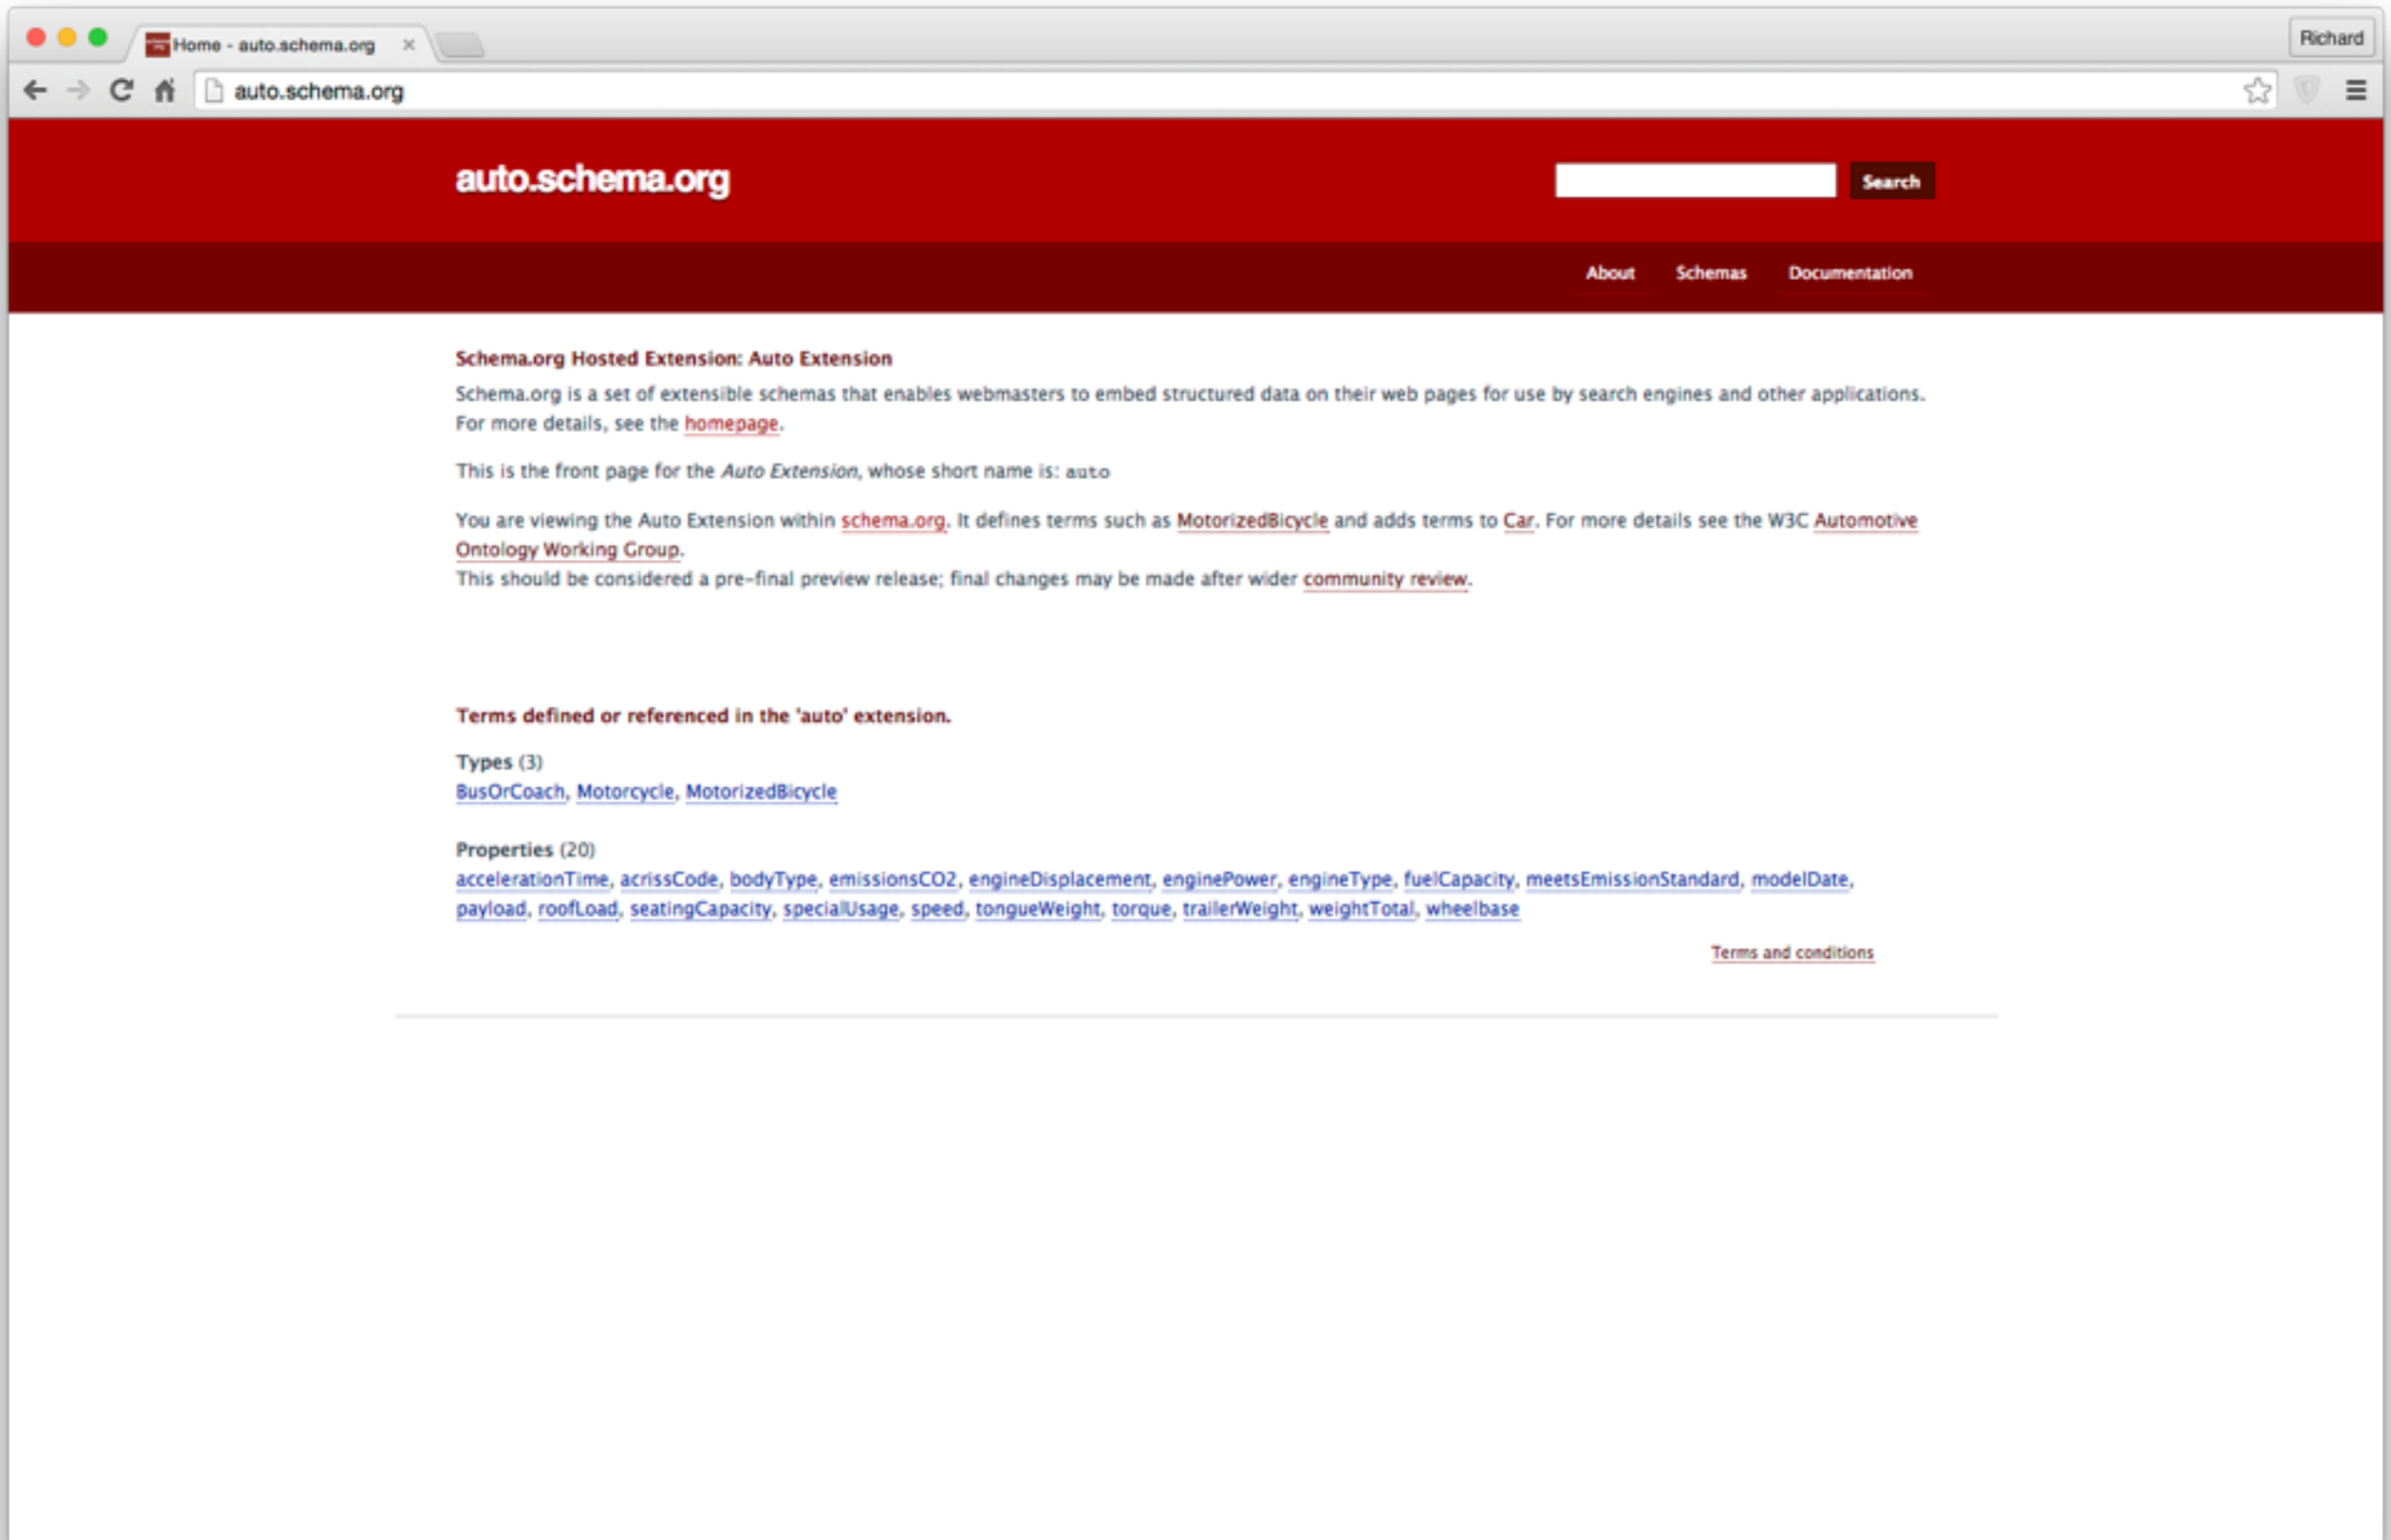 Home - auto.schema.org
Richard
auto.schema.org
auto.schema.org
Search
About Schemas Documentation
Schema.org Hosted Extension: Auto Extension
Schema.org is a set of extensible schemas that enables webmasters to embed structured data on their web pages for use by search engines and other applications.
For more details, see the homepage.
This is the front page for the Auto Extension, whose short name is: auto
You are viewing the Auto Extension within schema.org. It defines terms such as MotorizedBicycle and adds terms to Car. For more details see the W3C Automotive
Ontology Working Group.
This should be considered a pre-final preview release; final changes may be made after wider community review.
Terms defined or referenced in the 'auto' extension.
Types (3)
BusOrCoach, Motorcycle, MotorizedBicycle
Properties (20)
accelerationTime, acrissCode, bodyType, emissionsCO2, engineDisplacement, enginePower, engineType, fuelCapacity, meetsEmissionStandard, modelDate,
payload, roofLoad, seatingCapacity, specialUsage, speed, tongueWeight, torque, trailerWeight, weightTotal, wheelbase
Terms and conditions